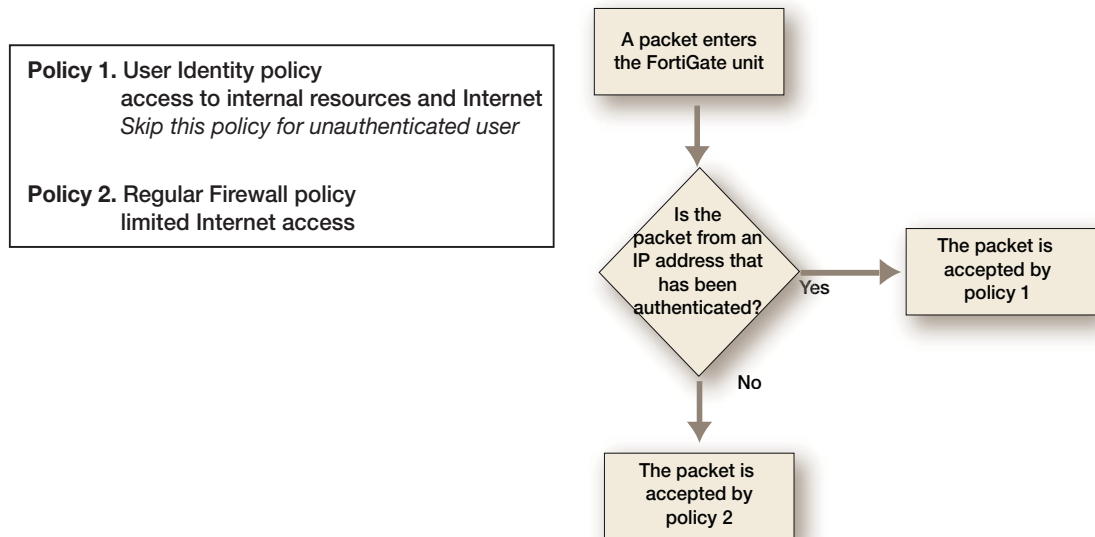 Policy 1. User Identity policy
access to internal resources and Internet
Skip this policy for unauthenticated user
Policy 2. Regular Firewall policy
limited Internet access
A packet enters
the FortiGate unit
Is the
packet from an
IP address that
has been
authenticated?
Yes
The packet is
accepted by
policy 1
No
The packet is
accepted by
policy 2